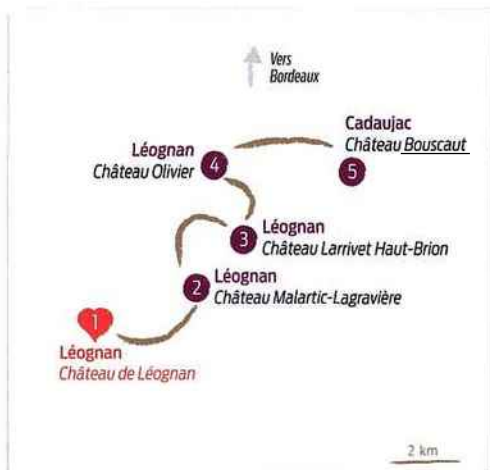 Vers
Bordeaux
Cadaujac
Château Bouscaut
5
Léognan
Château Olivier
4
3
Léognan
Château Larrivet Haut-Brion
2
Léognan
Château Malartic-Lagravière
1
Léognan
Château de Léognan
2 km